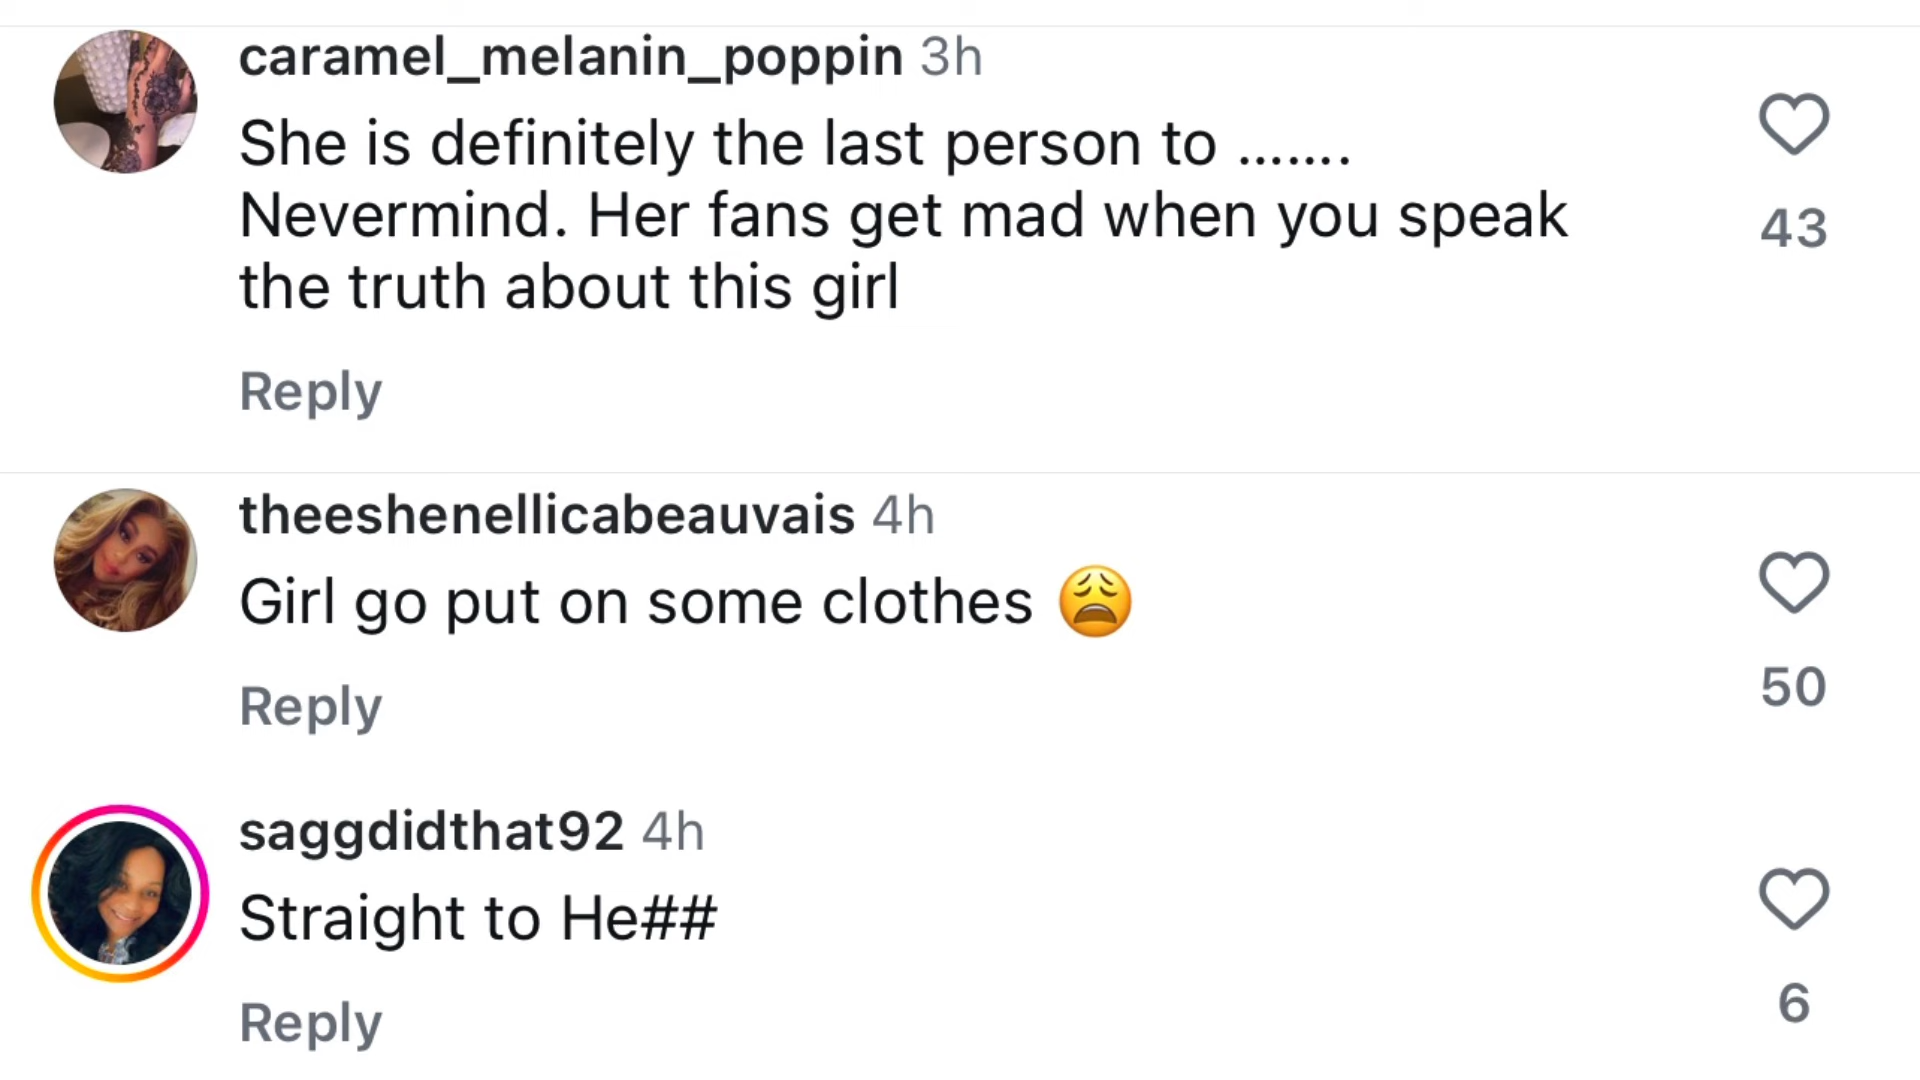 caramel_melanin_poppin 3h
She is definitely the last person to .......
Nevermind. Her fans get mad when you speak
the truth about this girl
43
Reply
theeshenellicabeauvais 4h
Girl go put on some clothes 😩
50
Reply
saggdidthat92 4h
Straight to He##
6
Reply